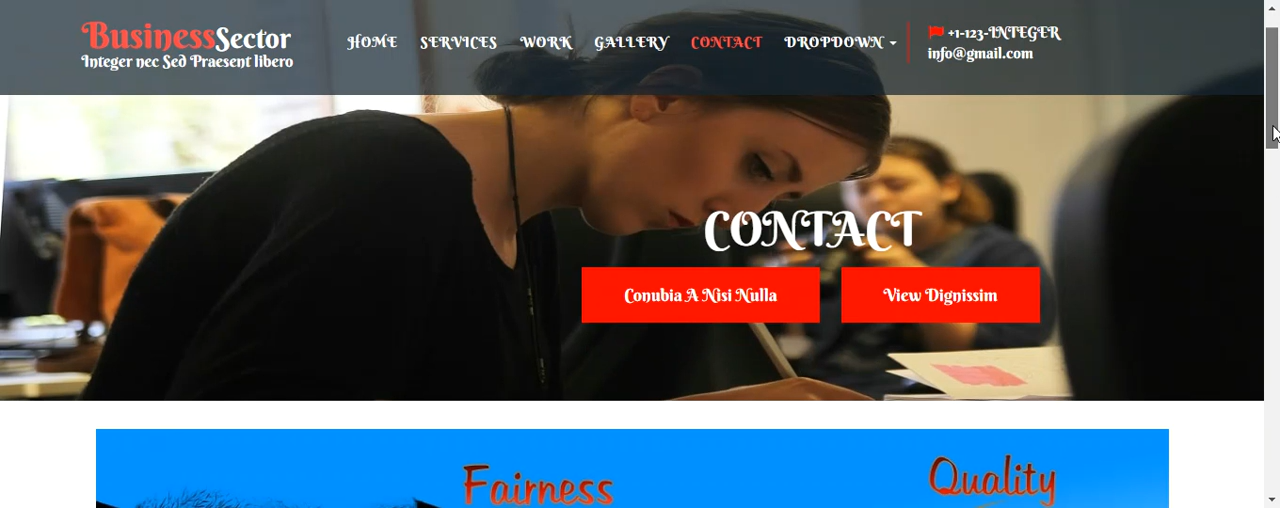 BusinessSector
Integer nec Sed Praesent libero
HOME SERVICES WORK GALLERY CONTACT DROPDOWN
+1-123-INTEGER
info@gmail.com
CONTACT
Conubia A Nisi Nulla
View Dignissim
Fairness
Quality